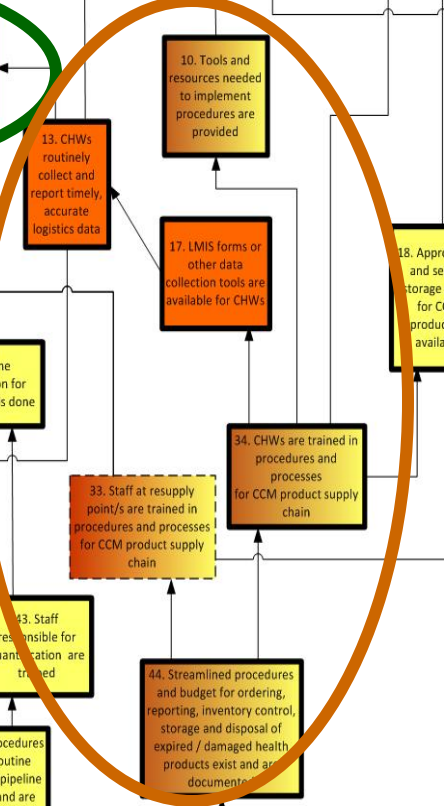 10. Tools and
resources needed
to implement
procedures are
provided
13. CHWs
routinely
collect and
report timely,
accurate
logistics data
17. LMIS forms or
other data
collection tools are
available for CHWs
18. Appro
and se
storage
for CC
produc
availa
ne
on for
s done
34. CHWs are trained in
procedures and
processes
for CCM product supply
chain
33. Staff at resupply
point/s are trained in
procedures and processes
for CCM product supply
chain
43. Staff
responsible for
quantification are
trained
44. Streamlined procedures
and budget for ordering,
reporting, inventory control,
storage and disposal of
expired / damaged health
products exist and are
documented
ocedures
outine
pipeline
and are